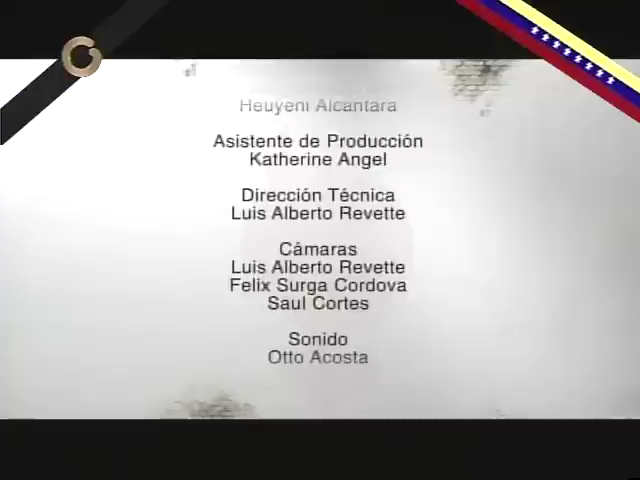 Heuyeni Alcantara
Asistente de Producción
Katherine Angel
Dirección Técnica
Luis Alberto Revette
Cámaras
Luis Alberto Revette
Felix Surga Cordova
Saul Cortes
Sonido
Otto Acosta